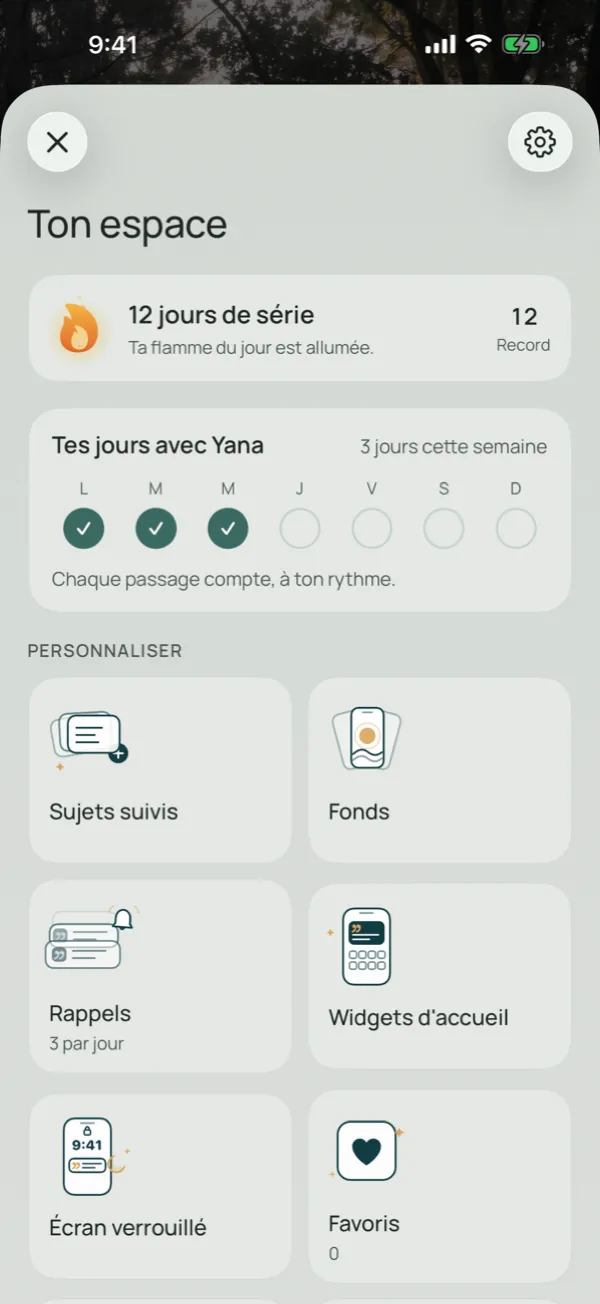 9:41
Ton espace
12 jours de série
Ta flamme du jour est allumée.
12
Record
Tes jours avec Yana
3 jours cette semaine
L M M J V S D
Chaque passage compte, à ton rythme.
PERSONNALISER
Sujets suivis
Fonds
Rappels
3 par jour
Widgets d'accueil
9:41
Écran verrouillé
Favoris
0